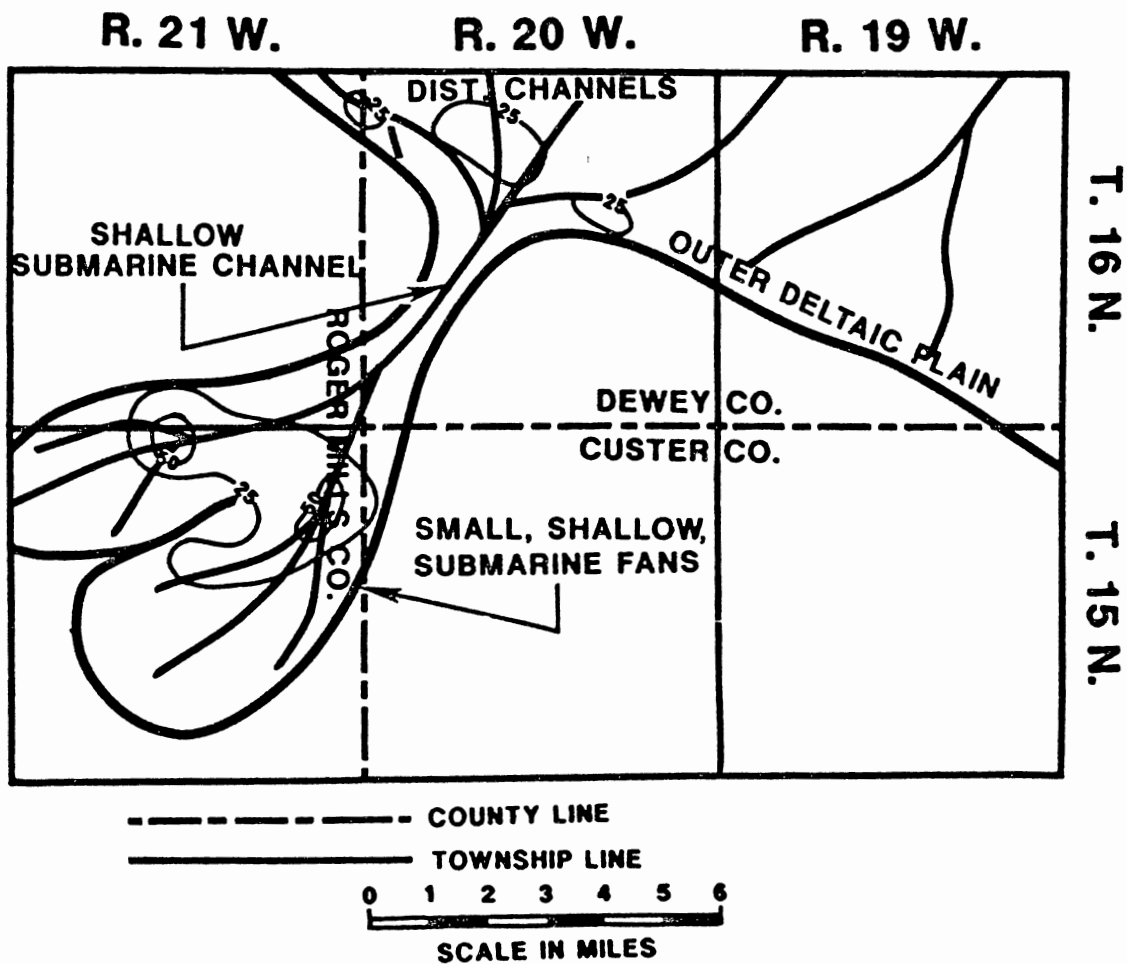 R. 21 W.
R. 20 W.
R. 19 W.
DIST. CHANNELS
25
25
25
SHALLOW
SUBMARINE CHANNEL
OUTER DELTAIC PLAIN
T. 16 N.
ROGER MILLS CO.
DEWEY CO.
CUSTER CO.
50
25
50
SMALL, SHALLOW,
SUBMARINE FANS
T. 15 N.
COUNTY LINE
TOWNSHIP LINE
0 1 2 3 4 5 6
SCALE IN MILES